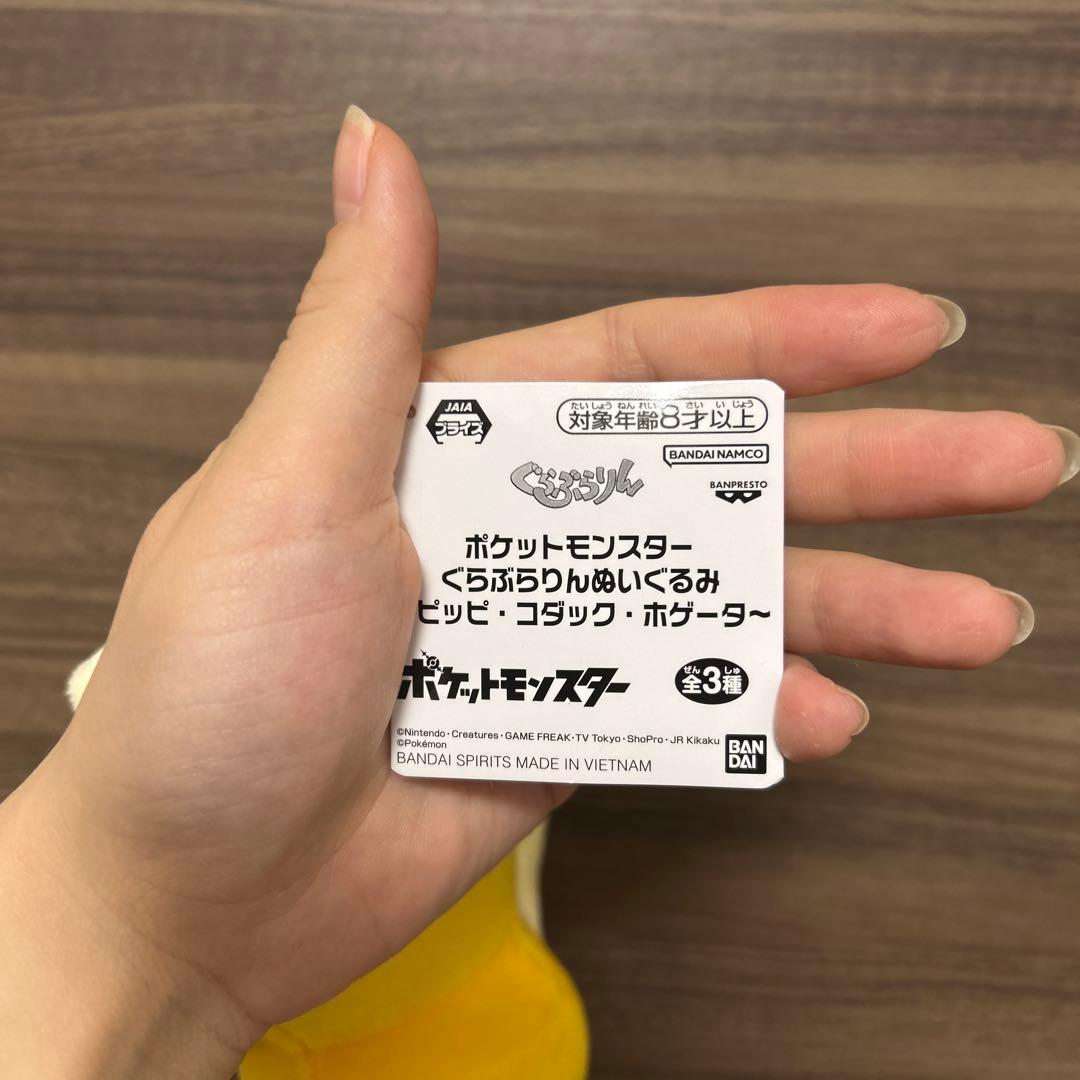 JAIA
プライズ
たいしょう ねん れい さい い じょう
対象年齢8才以上
BANDAI NAMCO
ぐらぶらりん
BANPRESTO
ポケットモンスター
ぐらぶらりんぬいぐるみ
ピッピ・コダック・ホゲータ〜
ポケットモンスター
ぜん しゅ
全3種
©Nintendo・Creatures・GAME FREAK・TV Tokyo・ShoPro・JR Kikaku
©Pokémon
BANDAI SPIRITS MADE IN VIETNAM
BAN
DAI